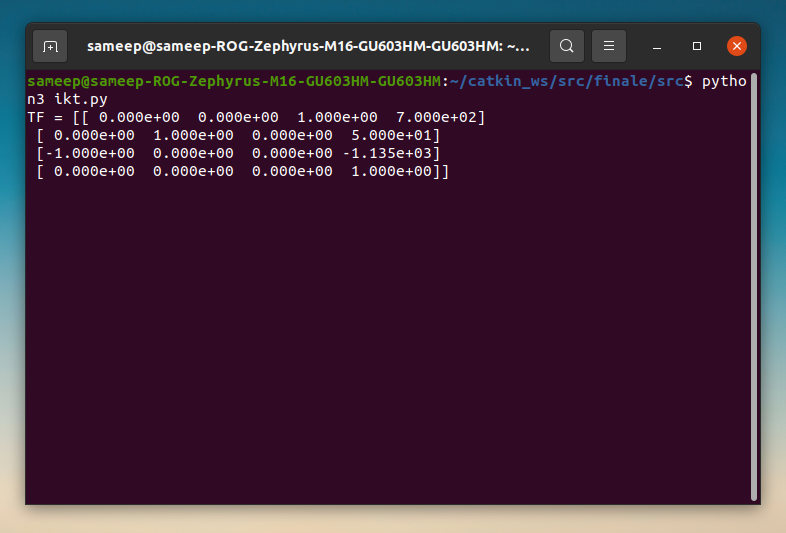 sameep@sameep-ROG-Zephyrus-M16-GU603HM-GU603HM: ~...
sameep@sameep-ROG-Zephyrus-M16-GU603HM-GU603HM:~/catkin_ws/src/finale/src$ pytho
n3 ikt.py
TF = [[ 0.000e+00  0.000e+00  1.000e+00  7.000e+02]
 [ 0.000e+00  1.000e+00  0.000e+00  5.000e+01]
 [-1.000e+00  0.000e+00  0.000e+00 -1.135e+03]
 [ 0.000e+00  0.000e+00  0.000e+00  1.000e+00]]